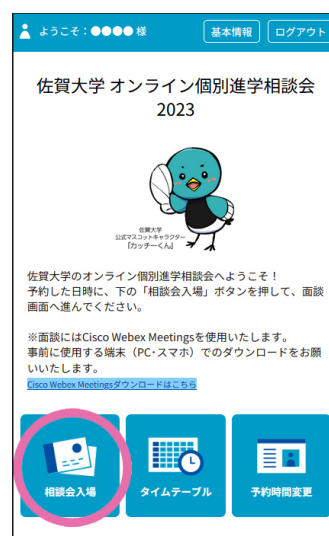 ようこそ：●●●● 様
基本情報
ログアウト
佐賀大学 オンライン個別進学相談会
2023
佐賀大学
公式マスコットキャラクター
「カッチーくん」
佐賀大学のオンライン個別進学相談会へようこそ！
予約した日時に、下の「相談会入場」ボタンを押して、面談
画面へ進んでください。
※面談にはCisco Webex Meetingsを使用いたします。
事前に使用する端末（PC･スマホ）でのダウンロードをお願
いいたします。
Cisco Webex Meetingsダウンロードはこちら
相談会入場
タイムテーブル
予約時間変更